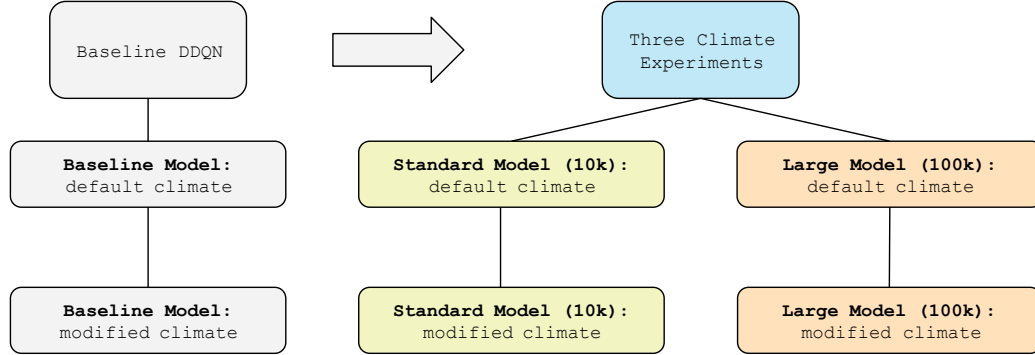 Baseline DDQN
Three Climate
Experiments
Baseline Model:
default climate
Standard Model (10k):
default climate
Large Model (100k):
default climate
Baseline Model:
modified climate
Standard Model (10k):
modified climate
Large Model (100k):
modified climate